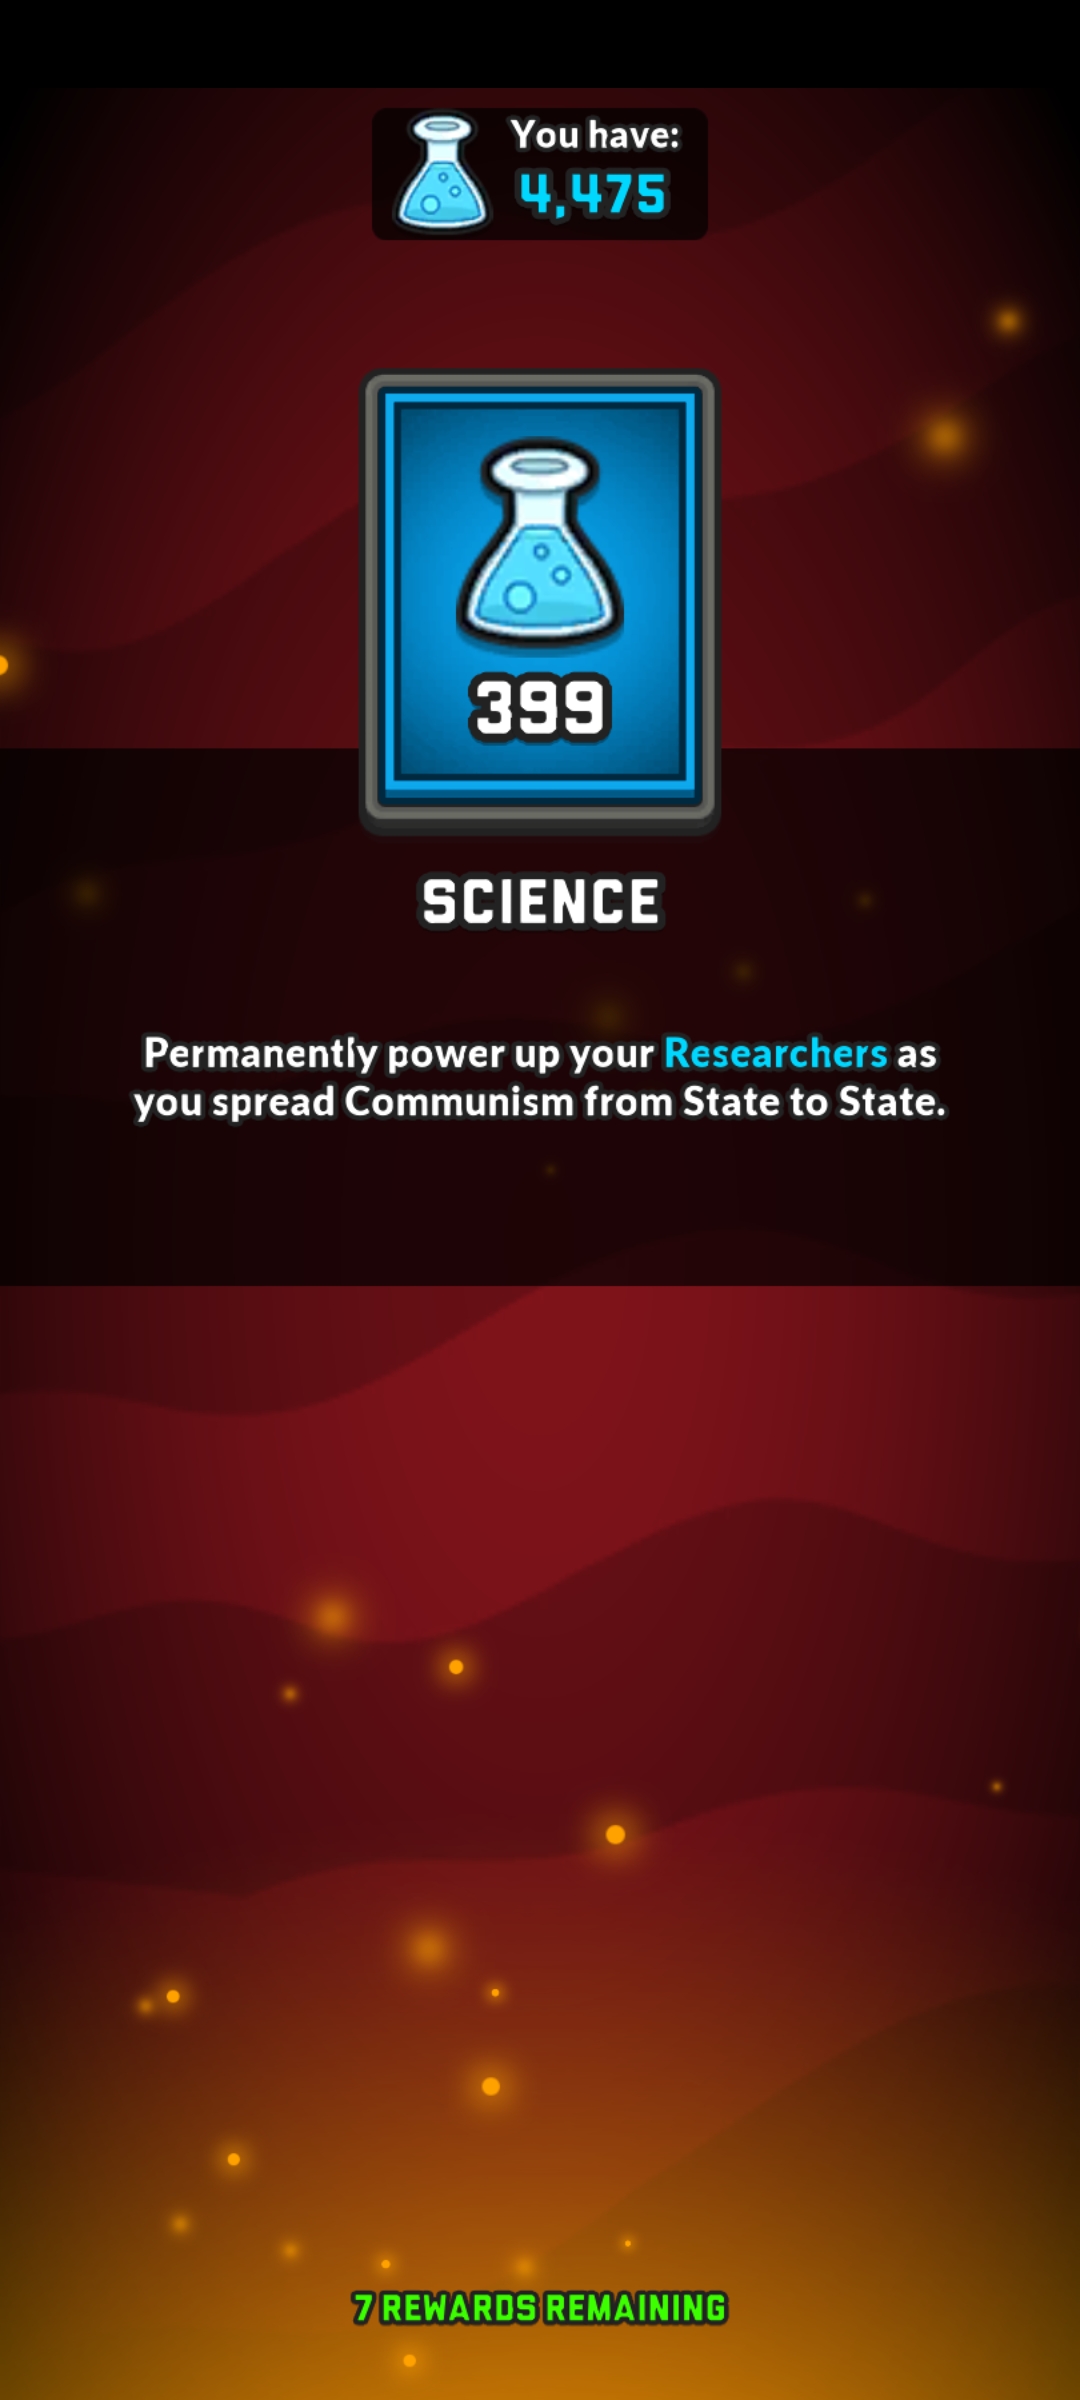 You have:
4,475
399
SCIENCE
Permanently power up your Researchers as
you spread Communism from State to State.
7 REWARDS REMAINING